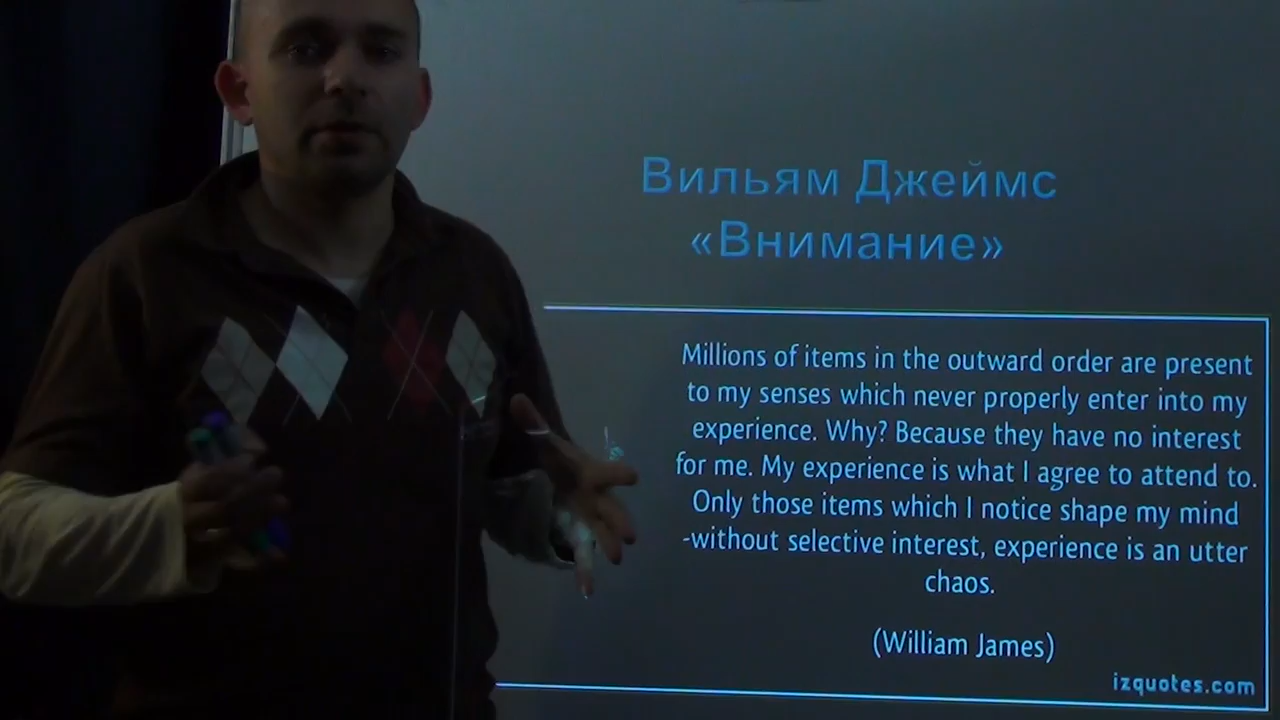 Вильям Джеймс
«Внимание»
Millions of items in the outward order are present
to my senses which never properly enter into my
experience. Why? Because they have no interest
for me. My experience is what I agree to attend to.
Only those items which I notice shape my mind
-without selective interest, experience is an utter
chaos.
(William James)
izquotes.com